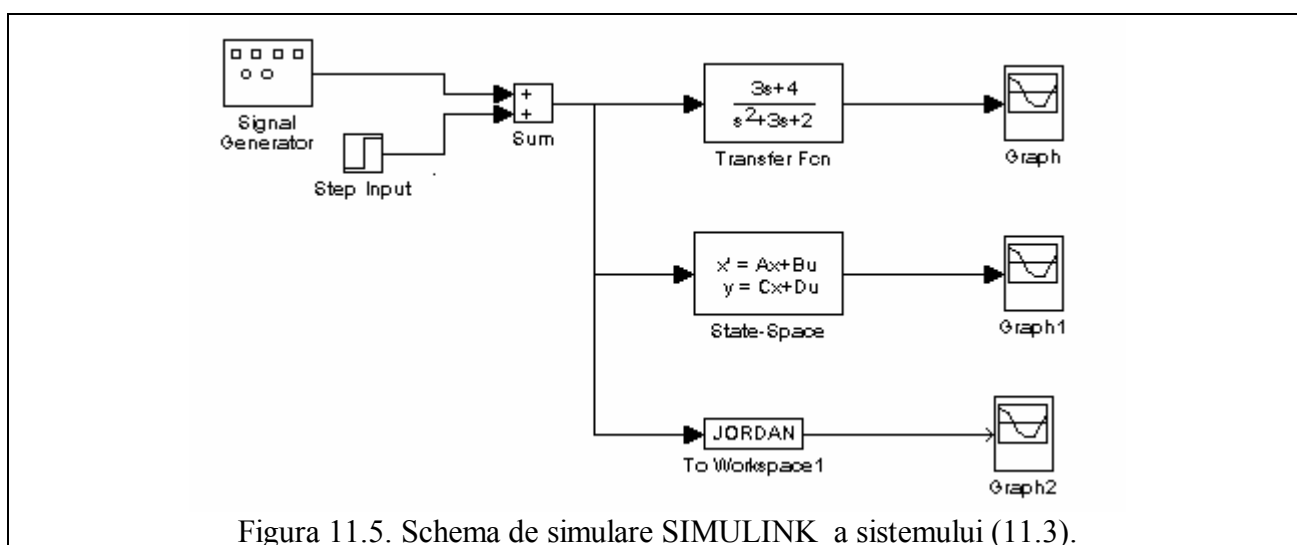 Signal
Generator
Step Input
+
+
Sum
3s+4
s²+3s+2
Transfer Fcn
Graph
x' = Ax+Bu
y = Cx+Du
State-Space
Graph1
JORDAN
To Workspace1
Graph2
Figura 11.5. Schema de simulare SIMULINK a sistemului (11.3).